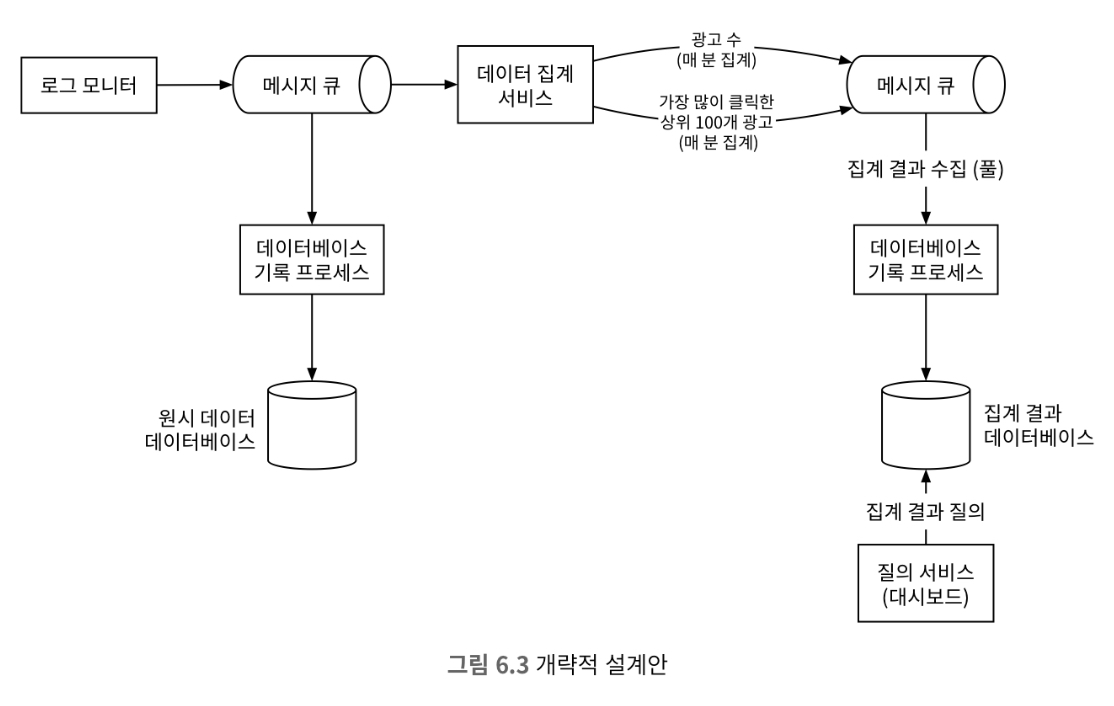 로그 모니터
메시지 큐
데이터 집계
서비스
광고 수
(매 분 집계)
가장 많이 클릭한
상위 100개 광고
(매 분 집계)
메시지 큐
집계 결과 수집 (풀)
데이터베이스
기록 프로세스
데이터베이스
기록 프로세스
원시 데이터
데이터베이스
집계 결과
데이터베이스
집계 결과 질의
질의 서비스
(대시보드)
그림 6.3 개략적 설계안